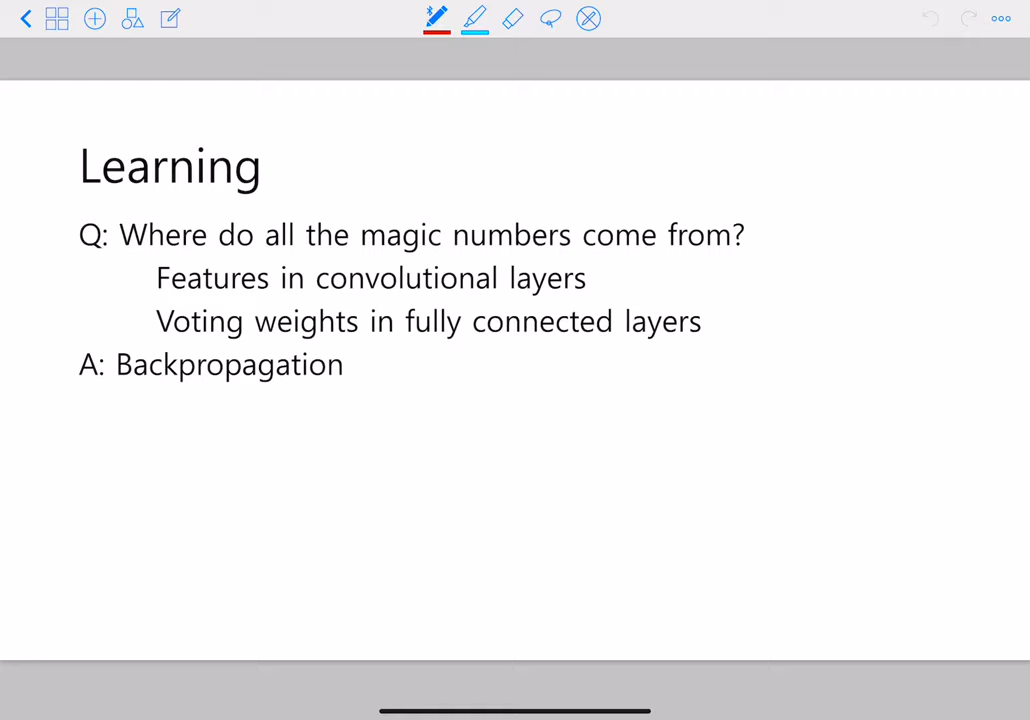 Learning
Q: Where do all the magic numbers come from?
Features in convolutional layers
Voting weights in fully connected layers
A: Backpropagation